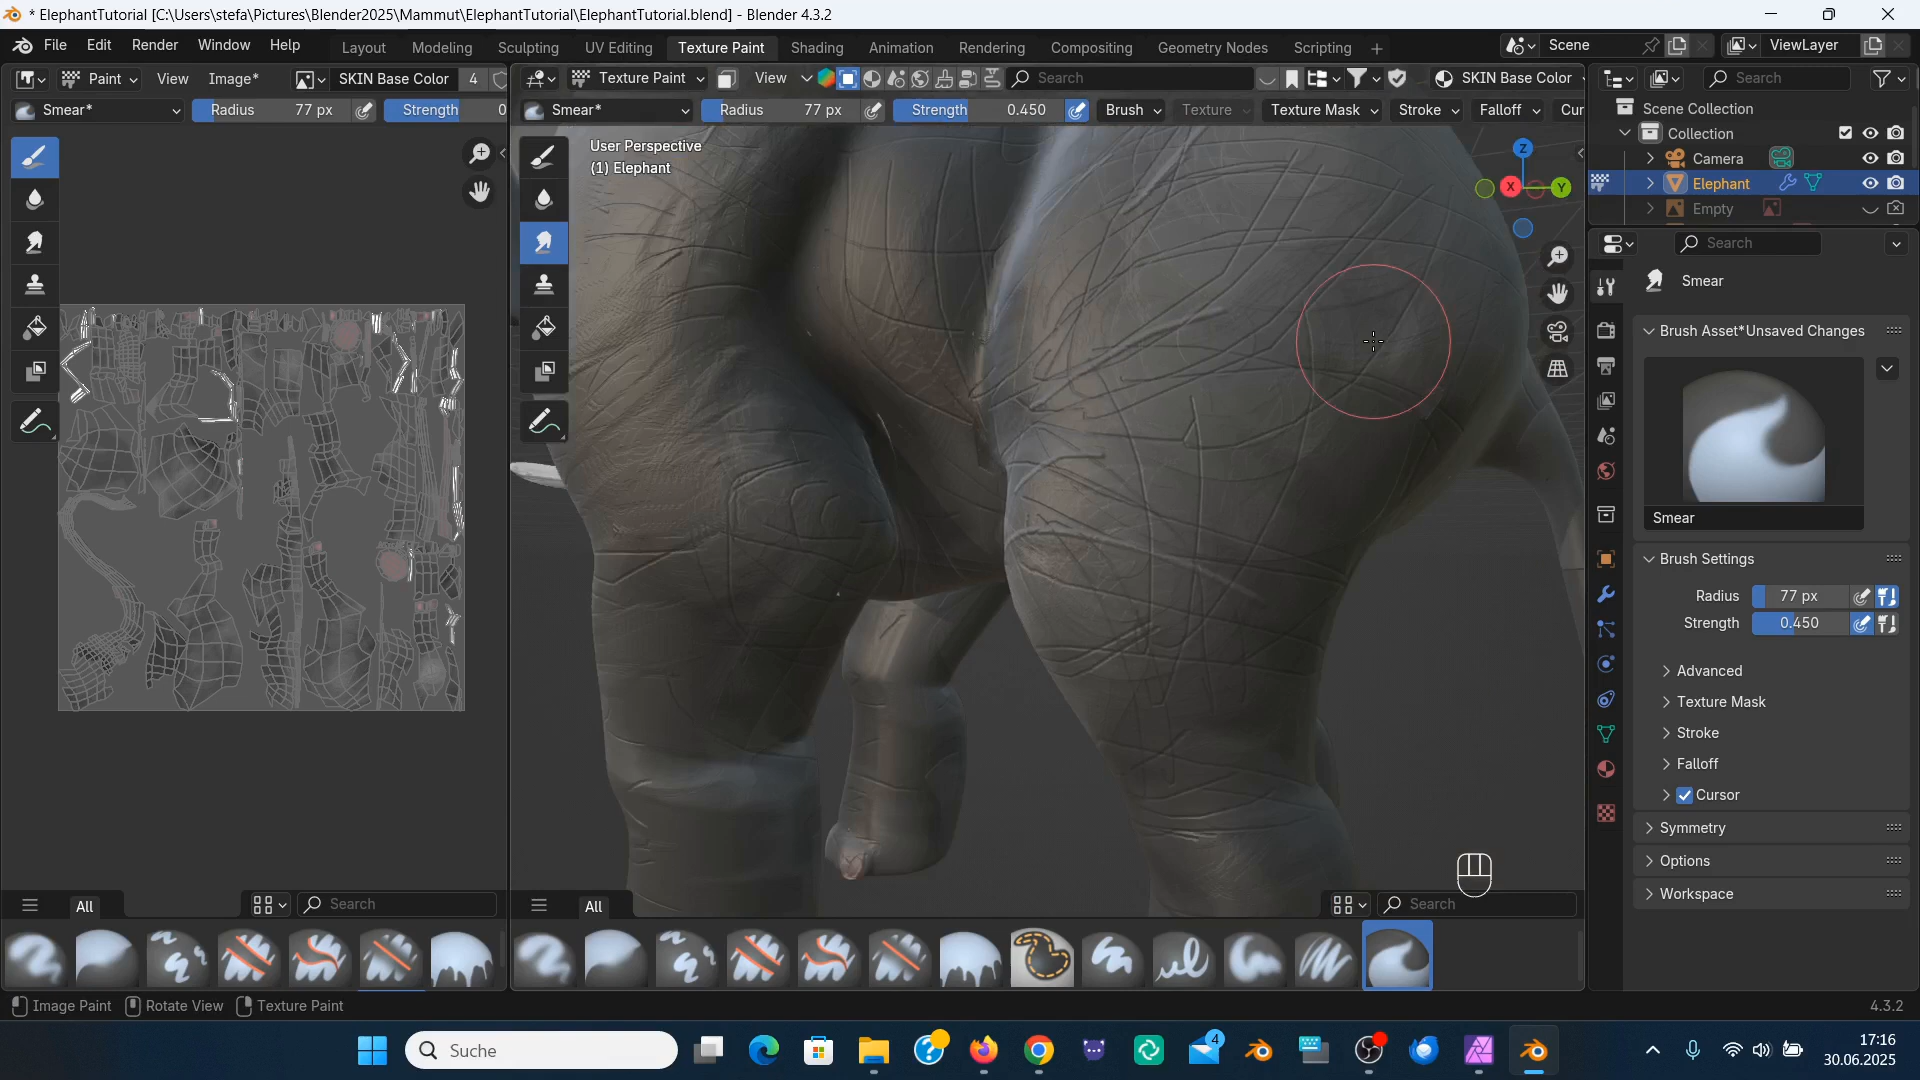 * ElephantTutorial [C:\Users\stefa\Pictures\Blender2025\Mammut\ElephantTutorial\ElephantTutorial.blend] - Blender 4.3.2
File Edit Render Window Help Layout Modeling Sculpting UV Editing Texture Paint Shading Animation Rendering Compositing Geometry Nodes Scripting + Scene ViewLayer
Paint View Image* SKIN Base Color 4 Texture Paint View Search SKIN Base Color Search
Smear* Radius 77 px Strength 0 Smear* Radius 77 px Strength 0.450 Brush Texture Texture Mask Stroke Falloff Cur
Scene Collection
Collection
Camera
Elephant
Empty
User Perspective
(1) Elephant
Z
X
Y
Search
Smear
Brush Asset*Unsaved Changes
Smear
Brush Settings
Radius 77 px
Strength 0.450
Advanced
Texture Mask
Stroke
Falloff
Cursor
Symmetry
Options
Workspace
All Search All Search
Image Paint Rotate View Texture Paint 4.3.2
Suche
4
17:16
30.06.2025